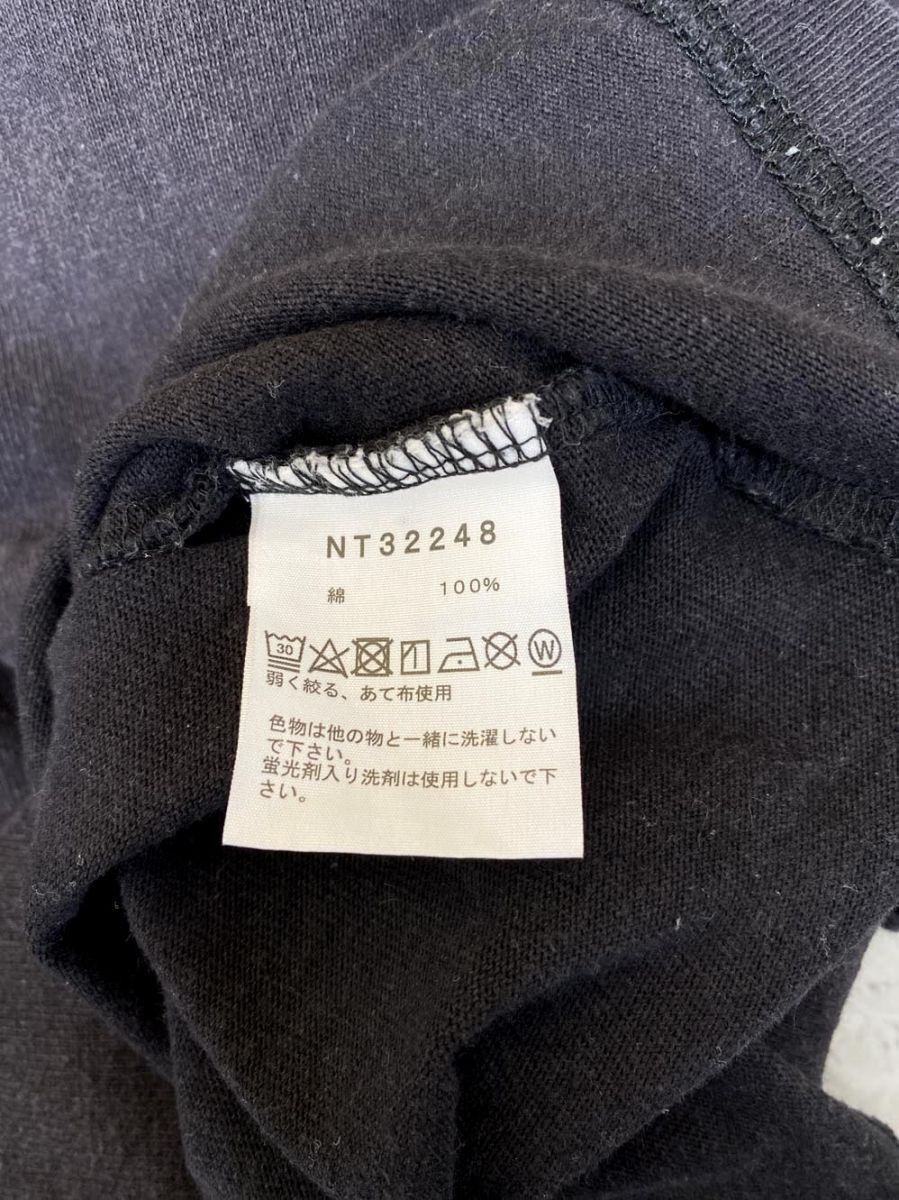 NT32248
綿 100%
30 W
弱く絞る、あて布使用
色物は他の物と一緒に洗濯しない
で下さい。
蛍光剤入り洗剤は使用しないで下
さい。